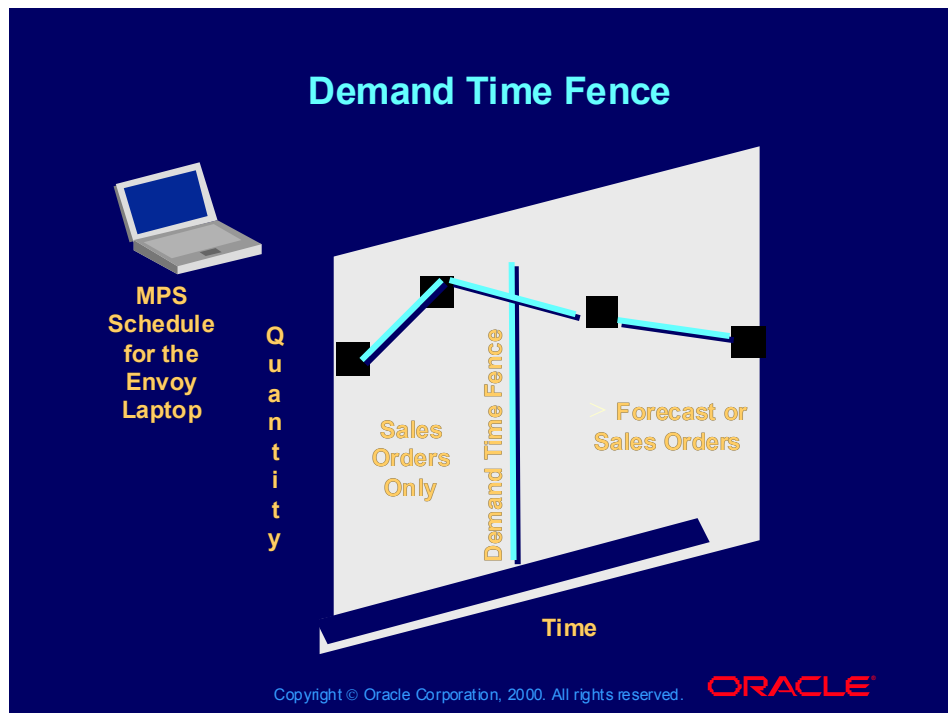 Demand Time Fence
MPS
Schedule
for the
Envoy
Laptop
Quantity
Sales
Orders
Only
Demand Time Fence
> Forecast or
Sales Orders
Time
Copyright © Oracle Corporation, 2000. All rights reserved.
ORACLE®